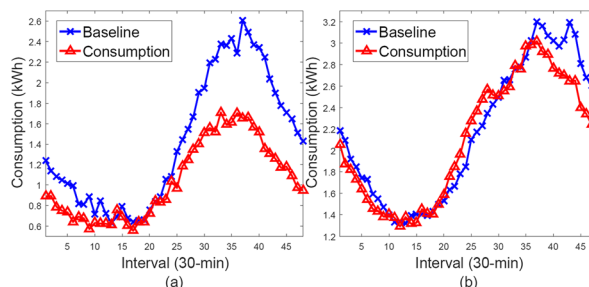 2.6
2.4
2.2
2
1.8
1.6
1.4
1.2
1
0.8
0.6
Consumption (kWh)
Baseline
Consumption
5 10 15 20 25 30 35 40 45
Interval (30-min)
(a)
3.2
3
2.8
2.6
2.4
2.2
2
1.8
1.6
1.4
1.2
Consumption (kWh)
Baseline
Consumption
5 10 15 20 25 30 35 40 45
Interval (30-min)
(b)